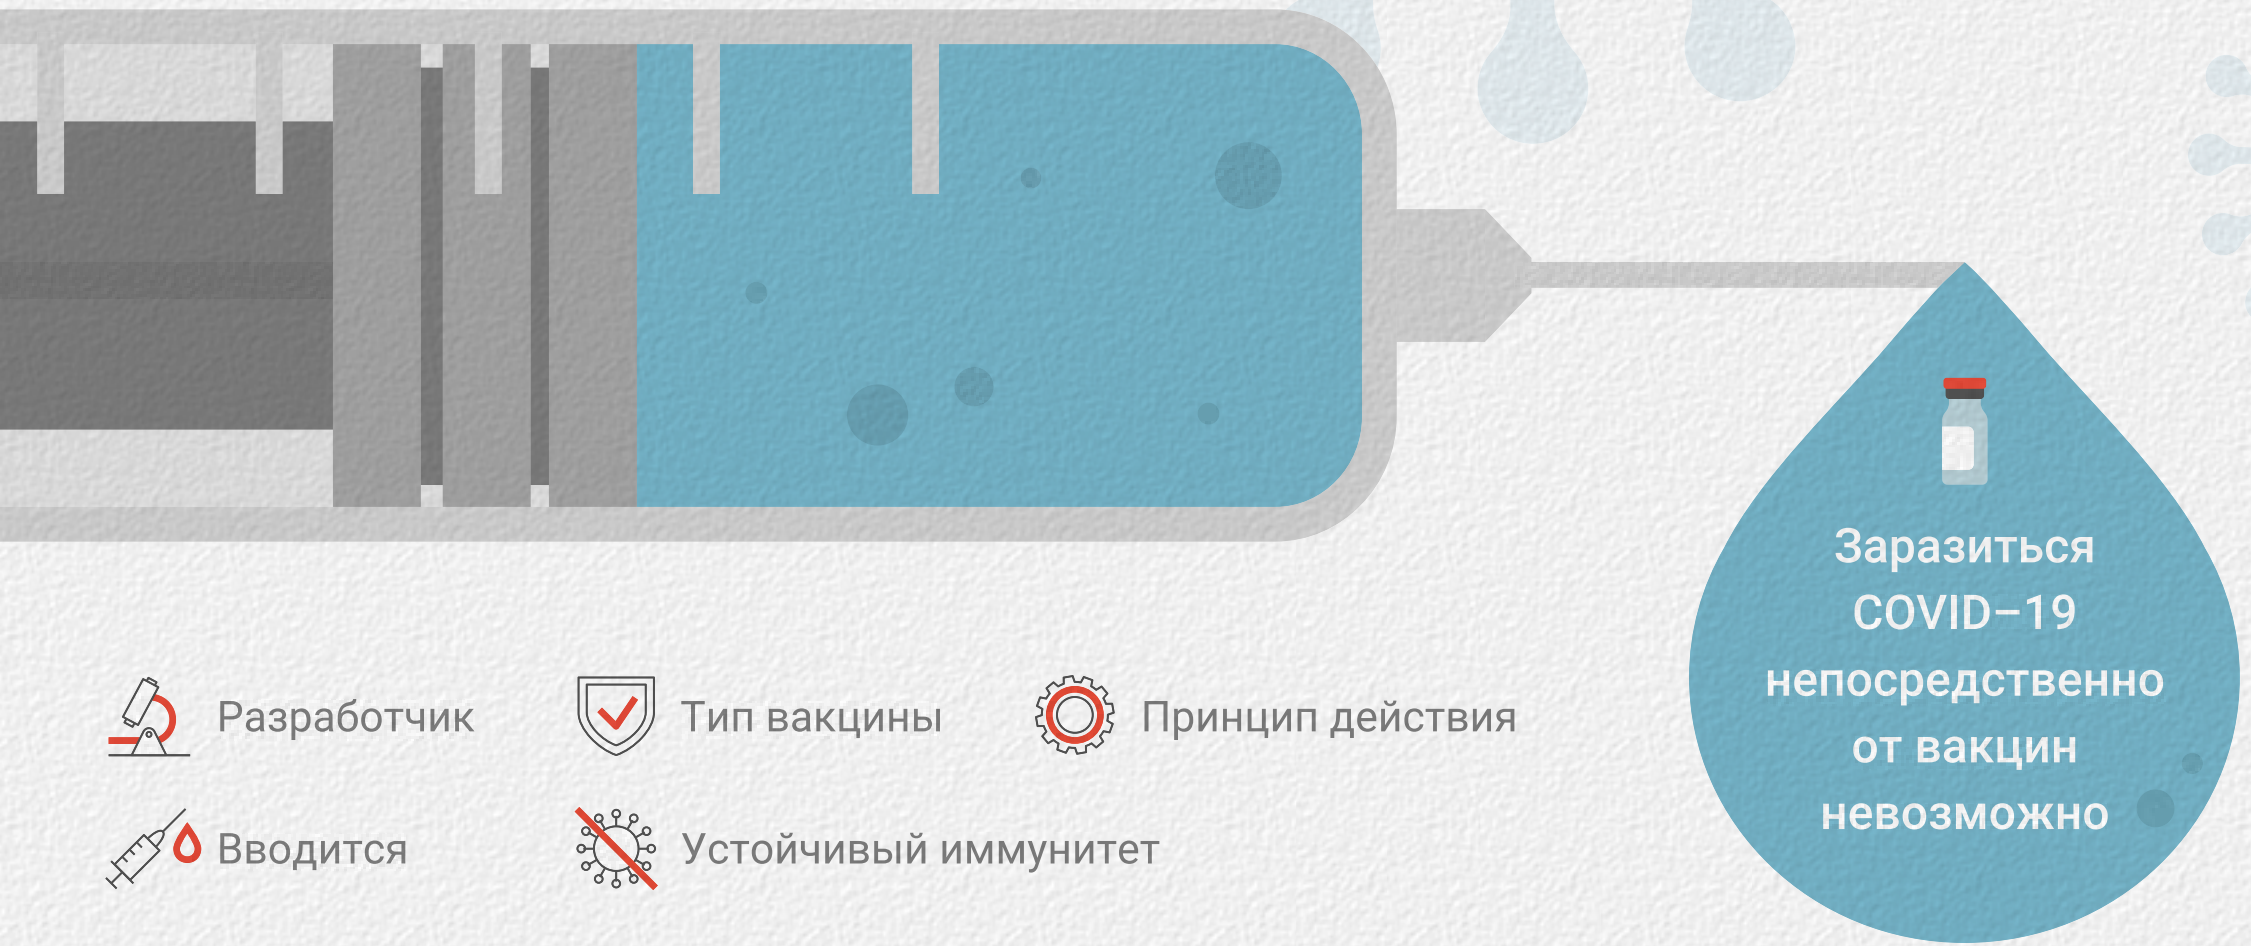 Заразиться
COVID–19
непосредственно
от вакцин
невозможно
Разработчик
Тип вакцины
Принцип действия
Вводится
Устойчивый иммунитет